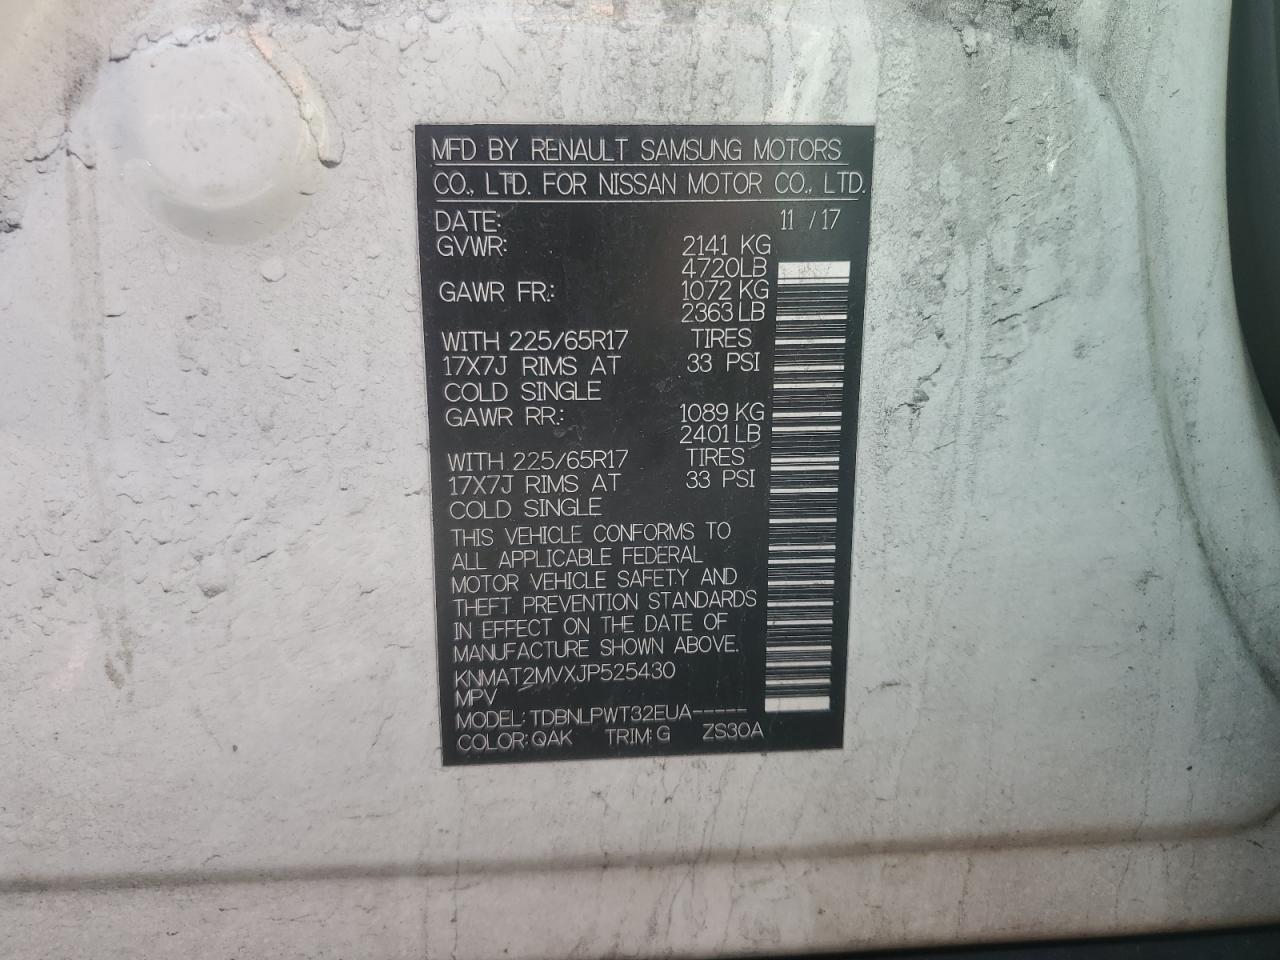 MFD BY RENAULT SAMSUNG MOTORS
CO., LTD. FOR NISSAN MOTOR CO., LTD.
DATE: 11 / 17
GVWR: 2141 KG
4720LB
GAWR FR.: 1072 KG
2363 LB
WITH 225/65R17 TIRES
17X7J RIMS AT 33 PSI
COLD SINGLE
GAWR RR.: 1089 KG
2401 LB
WITH 225/65R17 TIRES
17X7J RIMS AT 33 PSI
COLD SINGLE
THIS VEHICLE CONFORMS TO
ALL APPLICABLE FEDERAL
MOTOR VEHICLE SAFETY AND
THEFT PREVENTION STANDARDS
IN EFFECT ON THE DATE OF
MANUFACTURE SHOWN ABOVE.
KNMAT2MVXJP525430
MPV
MODEL: TDBNLPWT32EUA-----
COLOR: QAK TRIM: G ZS30A